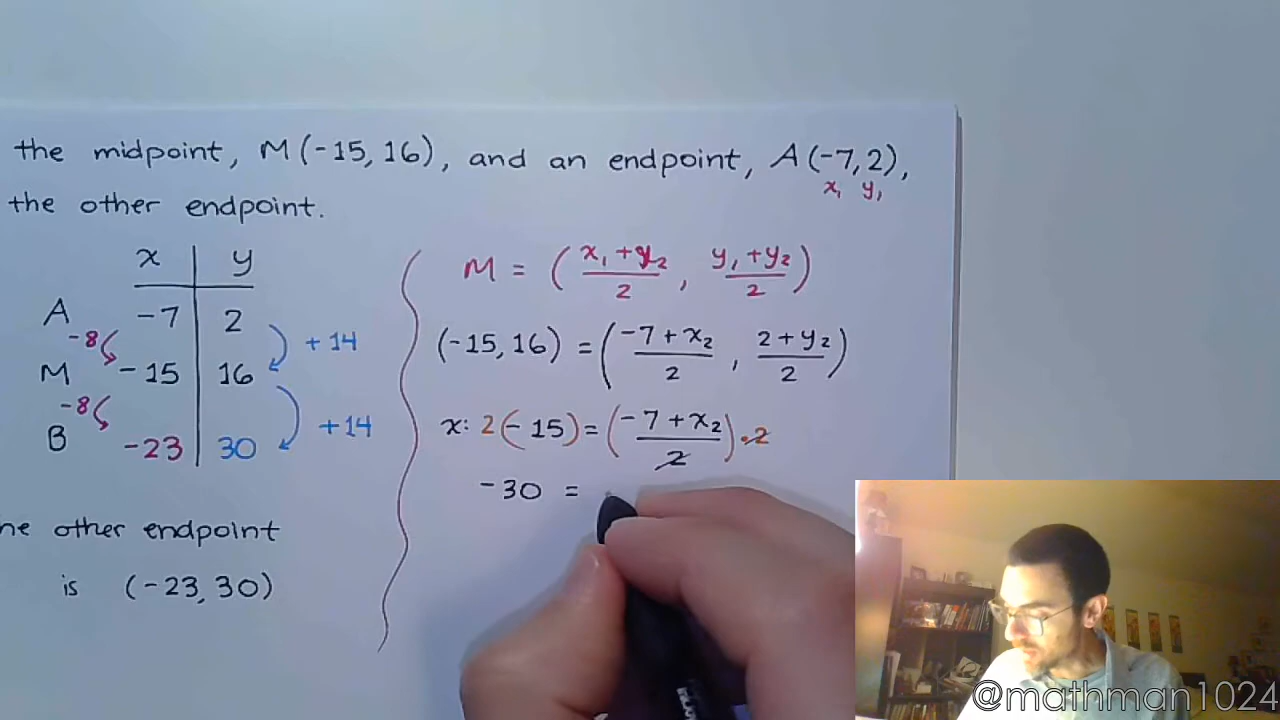 the midpoint, M(-15, 16), and an endpoint, A(-7, 2),
x₁ y₁
the other endpoint.
x y
A -7 2
-8 +14
M -15 16
-8 +14
B -23 30
he other endpoint
is (-23, 30)
M = (x₁ + x₂/2, y₁ + y₂/2)
(-15, 16) = (-7 + x₂/2, 2 + y₂/2)
x: 2(-15) = (-7 + x₂/2)·2
-30 =
@mathman1024